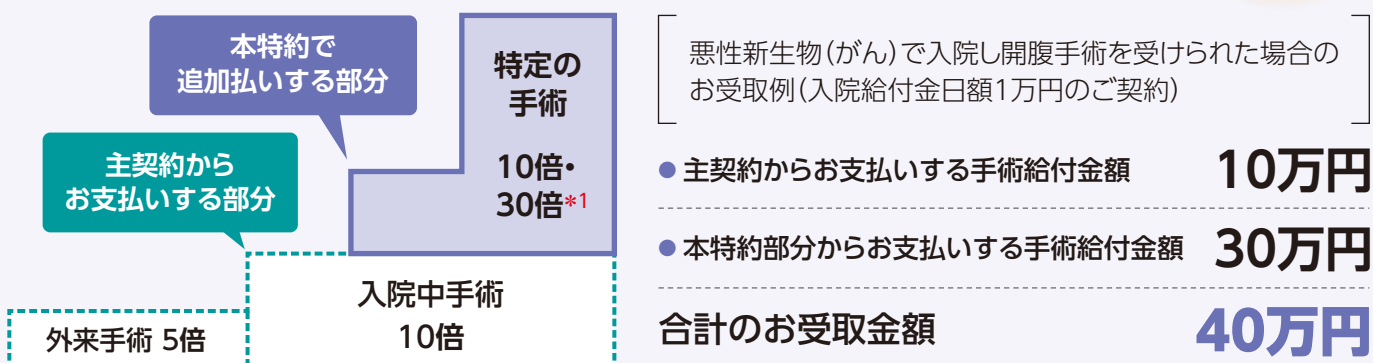 本特約で
追加払いする部分
特定の
手術
10倍・
30倍*1
主契約から
お支払いする部分
入院中手術
10倍
外来手術 5倍
悪性新生物(がん)で入院し開腹手術を受けられた場合の
お受取例(入院給付金日額1万円のご契約)
●主契約からお支払いする手術給付金額 10万円
●本特約部分からお支払いする手術給付金額 30万円
合計のお受取金額 40万円